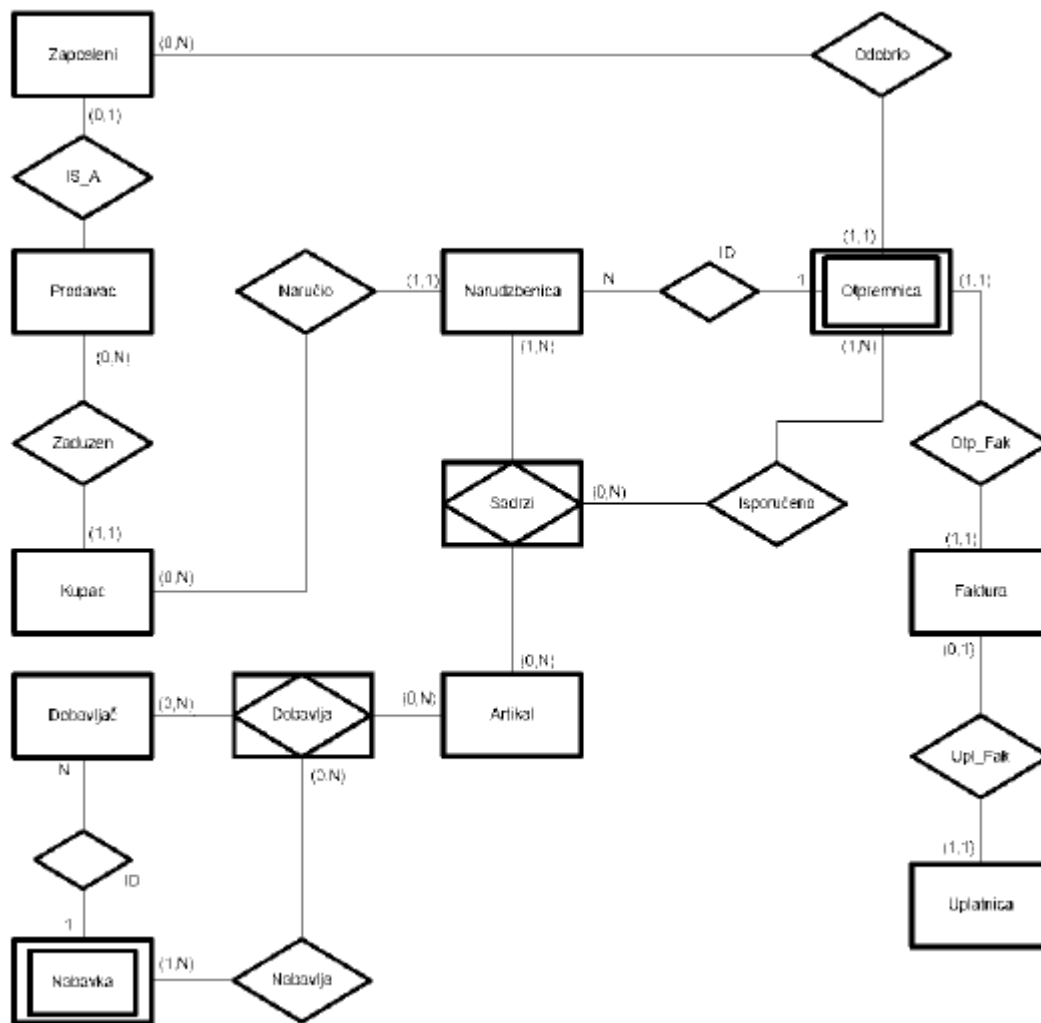 Zaposleni
(0,N)
Odobrio
(0,1)
IS_A
(1,1)
ID
Prodavac
Naručio
(1,1)
Narudzbenica
N
1
Otpremnica
(1,1)
(0,N)
(1,N)
(1,N)
Zaduzen
Otp_Fak
Sadrzi
(0,N)
Isporučeno
(1,1)
(1,1)
Kupac
(0,N)
Faktura
(0,1)
(0,N)
Dobavljač
(0,N)
Dobavlja
(0,N)
Artikal
N
(0,N)
Upl_Fak
ID
(1,1)
1
Uplatnica
Nabavka
(1,N)
Nabavlja